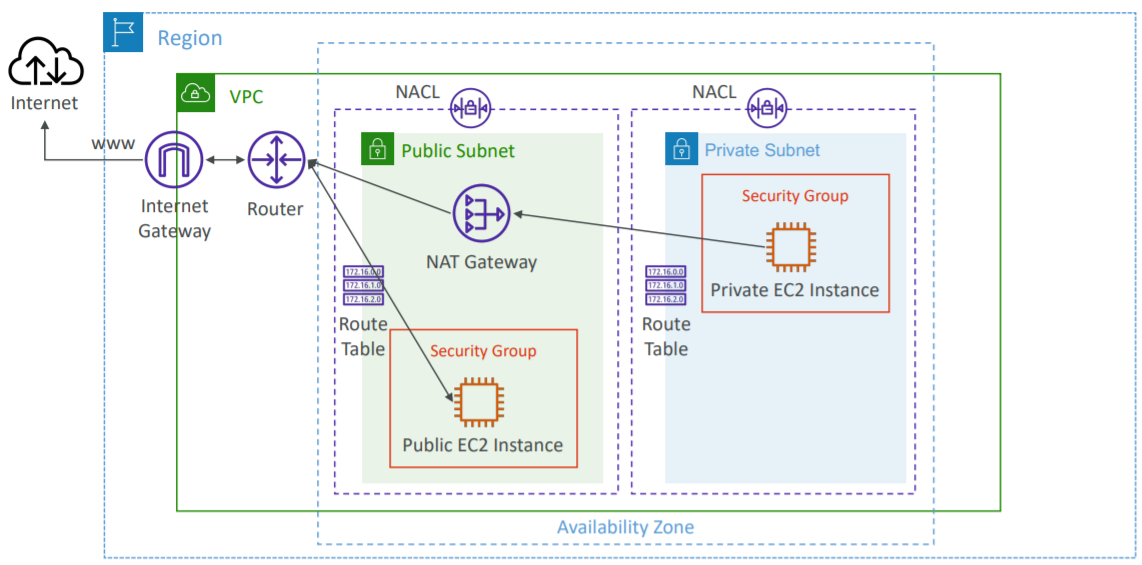 Region
Internet
VPC
NACL
NACL
www
Public Subnet
Private Subnet
Security Group
Internet
Gateway
Router
NAT Gateway
172.16.0.0
172.16.1.0
172.16.2.0
Route
Table
172.16.0.0
172.16.1.0
172.16.2.0
Route
Table
Private EC2 Instance
Security Group
Public EC2 Instance
Availability Zone